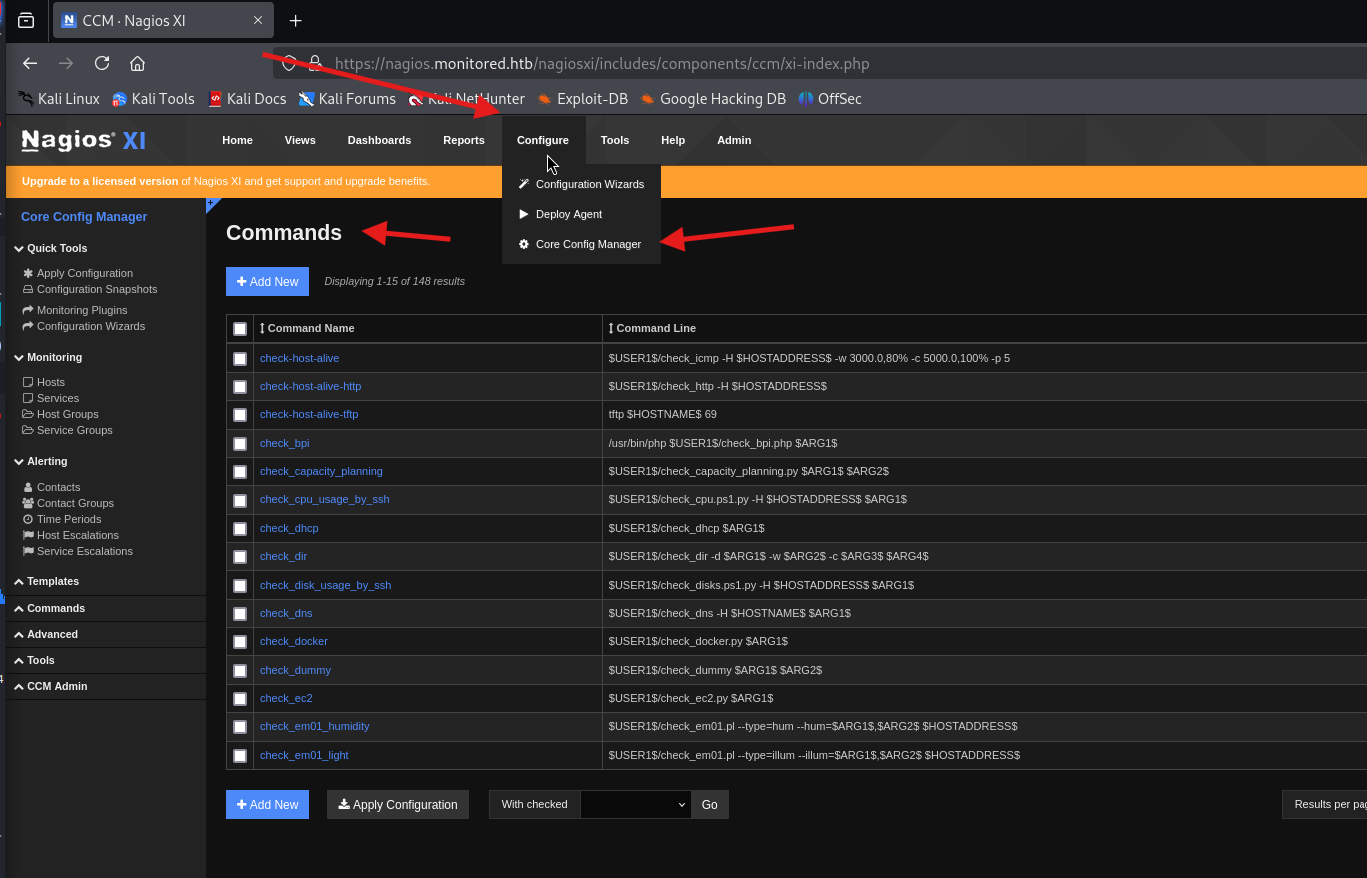 CCM · Nagios XI
https://nagios.monitored.htb/nagiosxi/includes/components/ccm/xi-index.php
Kali Linux Kali Tools Kali Docs Kali Forums Kali NetHunter Exploit-DB Google Hacking DB OffSec
Nagios® XI Home Views Dashboards Reports Configure Tools Help Admin
Upgrade to a licensed version of Nagios XI and get support and upgrade benefits.
Configuration Wizards
Deploy Agent
Core Config Manager
Core Config Manager
Quick Tools
Apply Configuration
Configuration Snapshots
Monitoring Plugins
Configuration Wizards
Monitoring
Hosts
Services
Host Groups
Service Groups
Alerting
Contacts
Contact Groups
Time Periods
Host Escalations
Service Escalations
Templates
Commands
Advanced
Tools
CCM Admin
Commands
+ Add New Displaying 1-15 of 148 results
Command Name Command Line
check-host-alive $USER1$/check_icmp -H $HOSTADDRESS$ -w 3000.0,80% -c 5000.0,100% -p 5
check-host-alive-http $USER1$/check_http -H $HOSTADDRESS$
check-host-alive-tftp tftp $HOSTNAME$ 69
check_bpi /usr/bin/php $USER1$/check_bpi.php $ARG1$
check_capacity_planning $USER1$/check_capacity_planning.py $ARG1$ $ARG2$
check_cpu_usage_by_ssh $USER1$/check_cpu.ps1.py -H $HOSTADDRESS$ $ARG1$
check_dhcp $USER1$/check_dhcp $ARG1$
check_dir $USER1$/check_dir -d $ARG1$ -w $ARG2$ -c $ARG3$ $ARG4$
check_disk_usage_by_ssh $USER1$/check_disks.ps1.py -H $HOSTADDRESS$ $ARG1$
check_dns $USER1$/check_dns -H $HOSTNAME$ $ARG1$
check_docker $USER1$/check_docker.py $ARG1$
check_dummy $USER1$/check_dummy $ARG1$ $ARG2$
check_ec2 $USER1$/check_ec2.py $ARG1$
check_em01_humidity $USER1$/check_em01.pl --type=hum --hum=$ARG1$,$ARG2$ $HOSTADDRESS$
check_em01_light $USER1$/check_em01.pl --type=illum --illum=$ARG1$,$ARG2$ $HOSTADDRESS$
+ Add New Apply Configuration With checked Go Results per pag